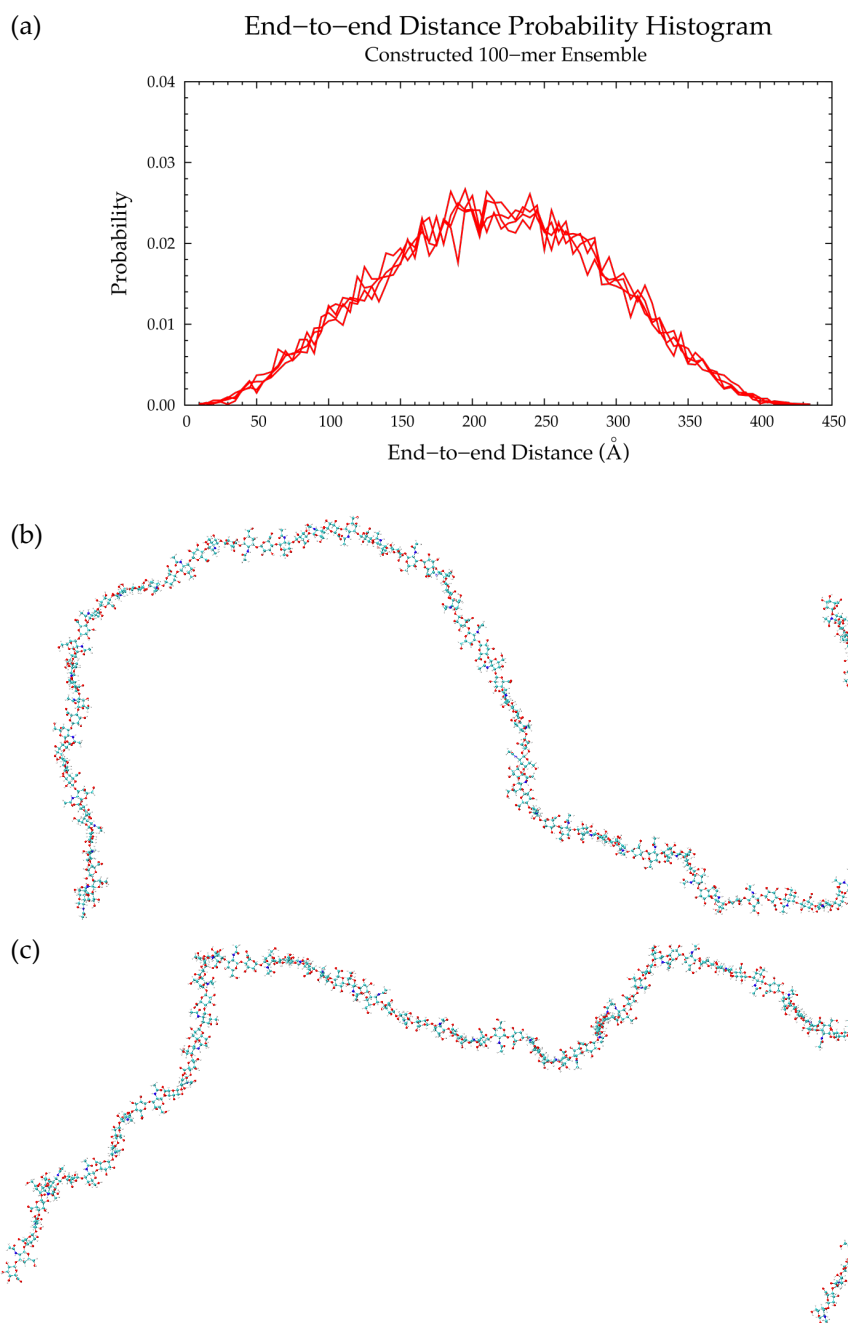 (a)
End−to−end Distance Probability Histogram
Constructed 100−mer Ensemble
0.04
0.03
0.02
0.01
0.00
Probability
0 50 100 150 200 250 300 350 400 450
End−to−end Distance (Å)
(b)
(c)